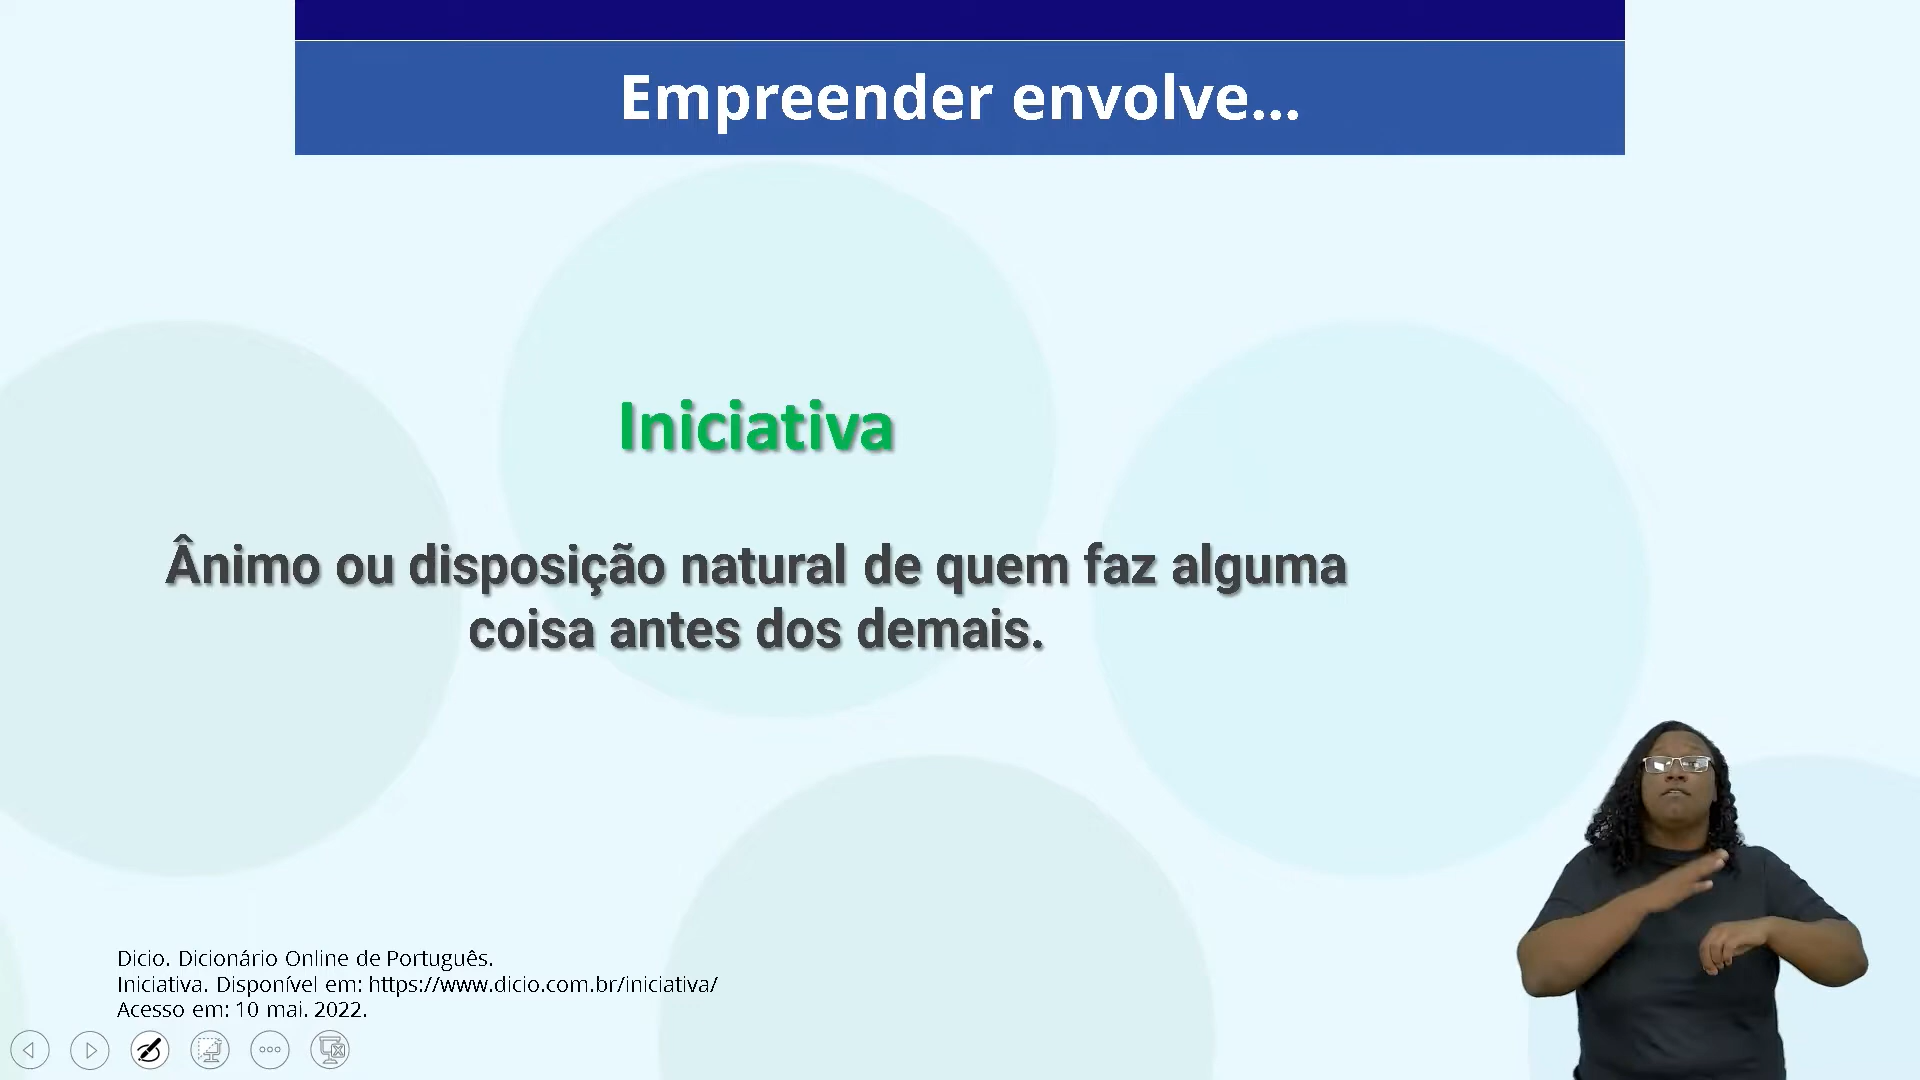 Empreender envolve...
Iniciativa
Ânimo ou disposição natural de quem faz alguma
coisa antes dos demais.
Dicio. Dicionário Online de Português.
Iniciativa. Disponível em: https://www.dicio.com.br/iniciativa/
Acesso em: 10 mai. 2022.